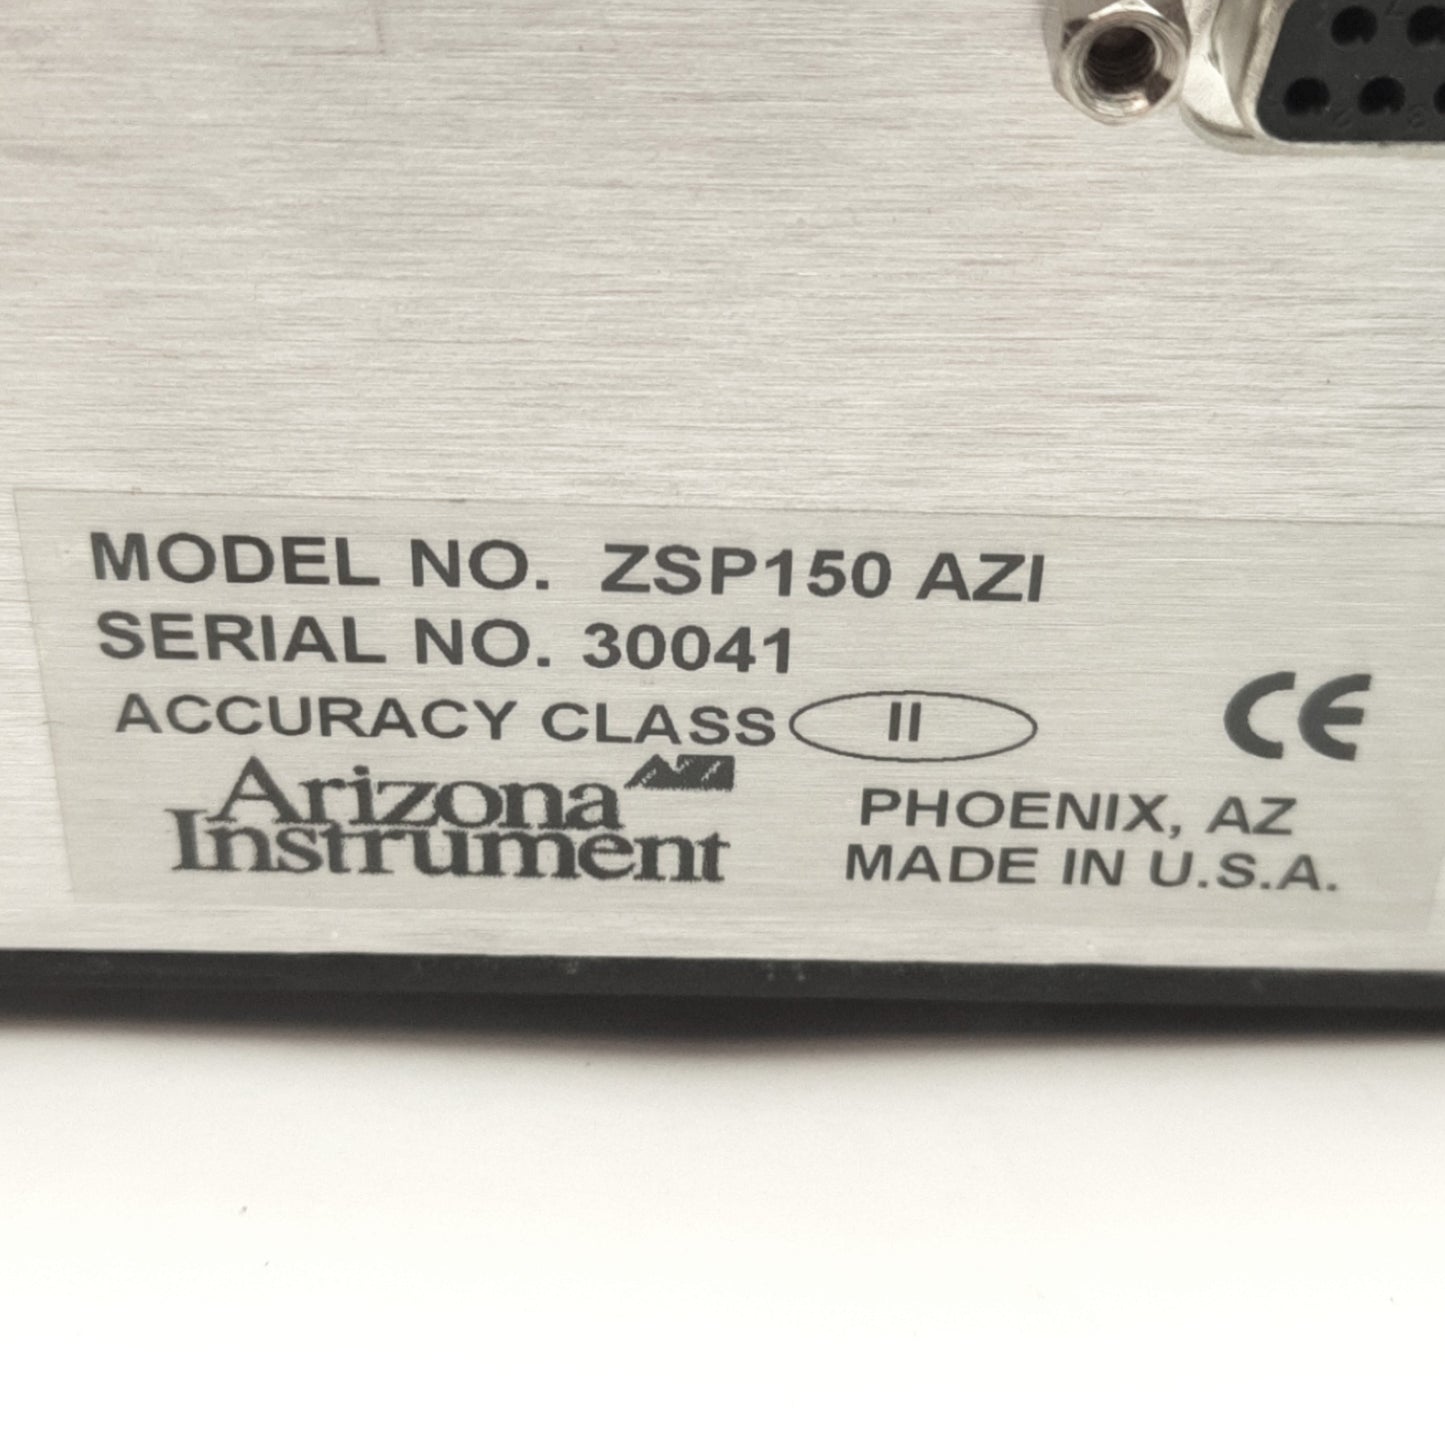 MODEL NO. ZSP150 AZI
SERIAL NO. 30041
ACCURACY CLASS II
CE
Arizona
Instrument
PHOENIX, AZ
MADE IN U.S.A.